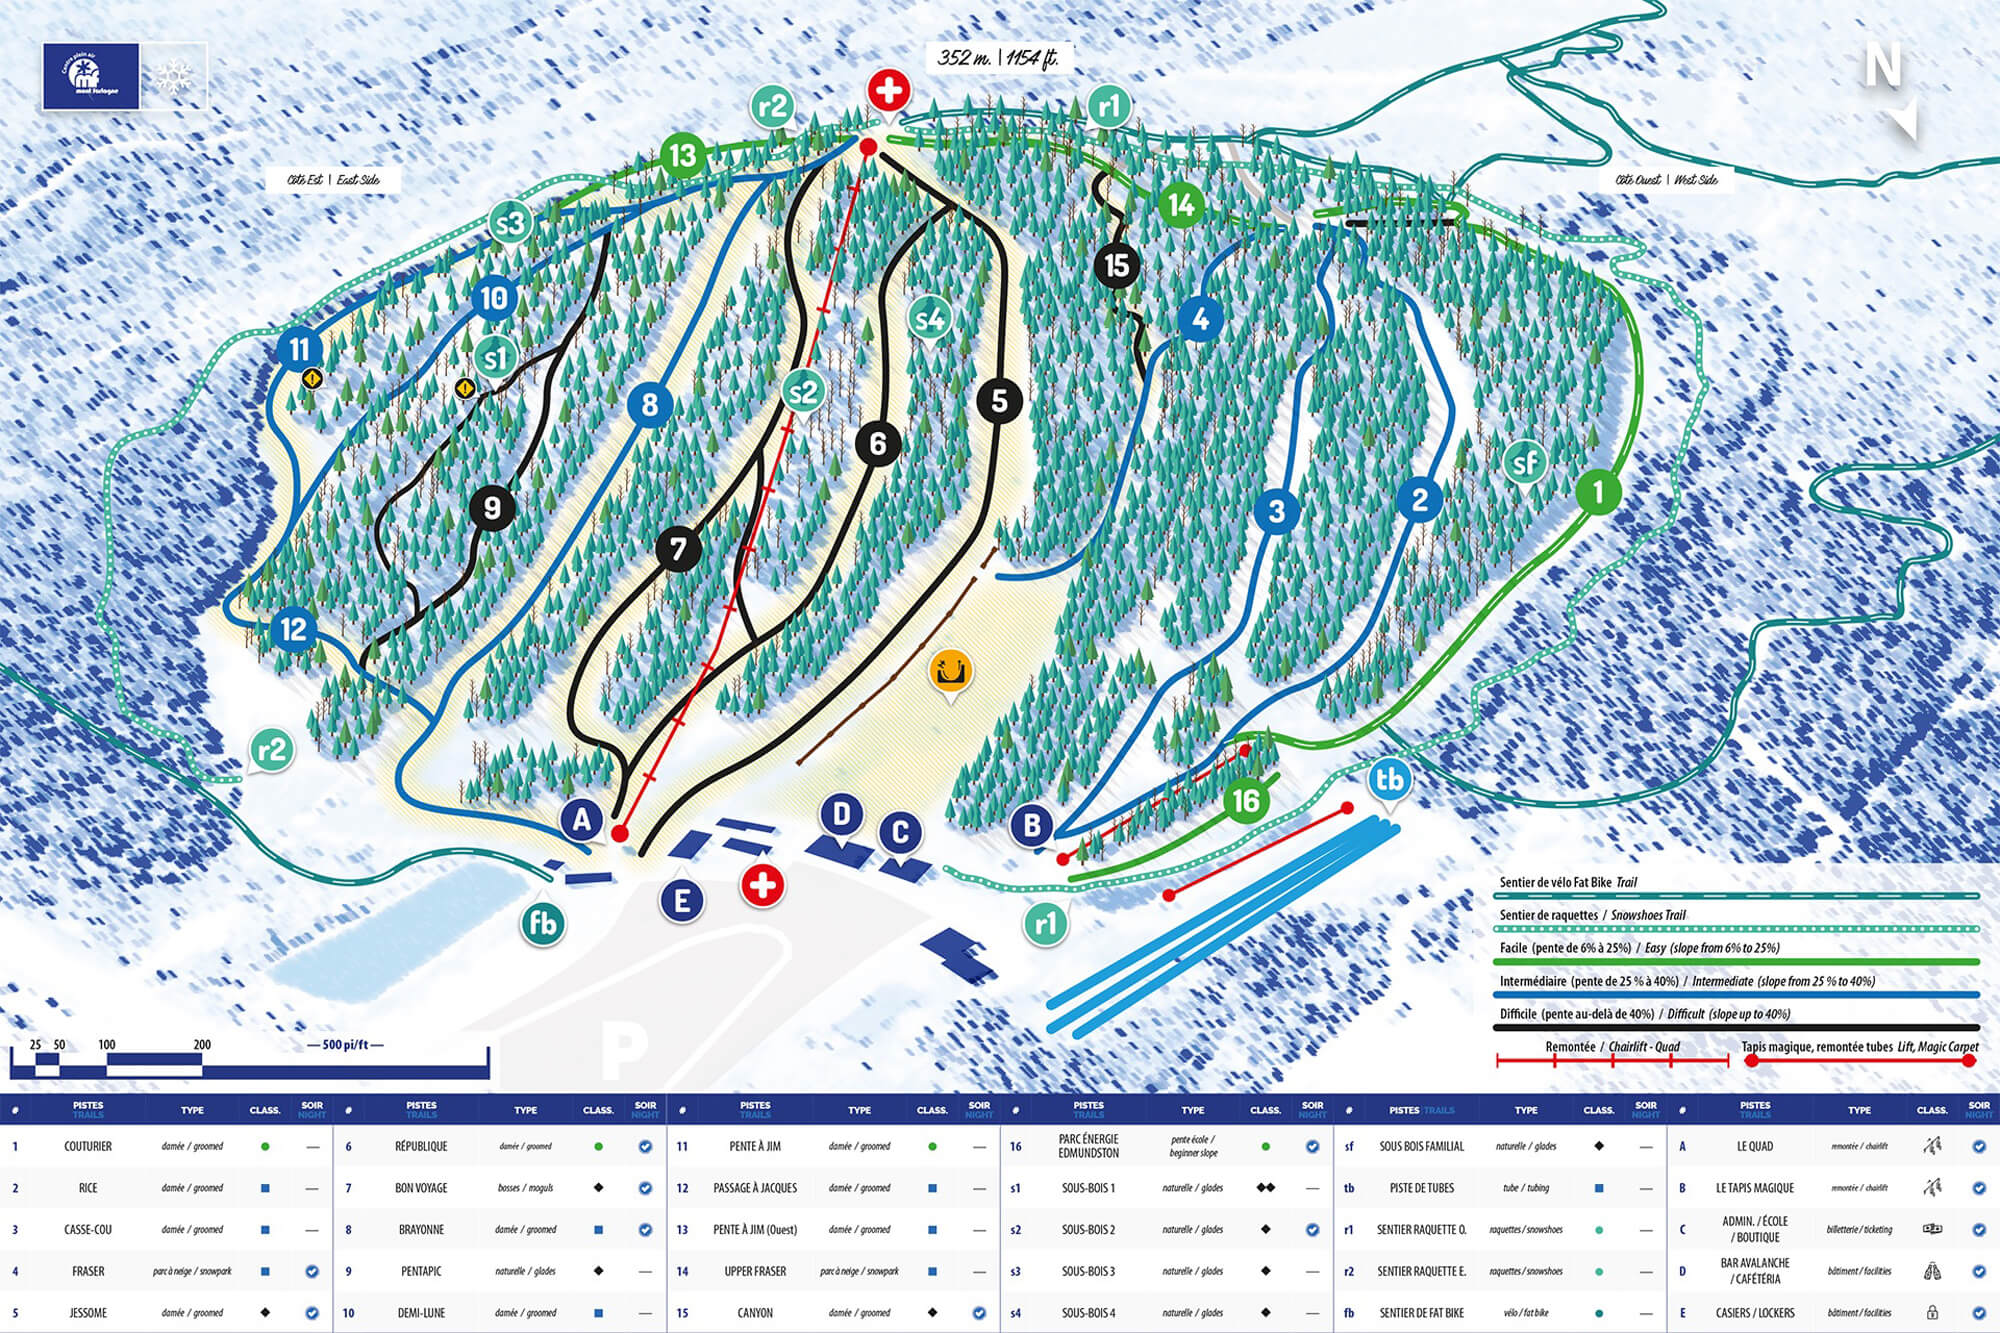 352 m. | 1154 ft.
N
Centre plein air
mont farlagne
Côté Est | East Side
Côté Ouest | West Side
r2
r1
13
14
s3
10
11
s1
15
4
s4
8
s2
5
6
sf
1
2
3
9
7
12
r2
tb
16
A
D
C
B
E
fb
r1
P
Sentier de vélo Fat Bike Trail
Sentier de raquettes / Snowshoes Trail
Facile (pente de 6% à 25%) / Easy (slope from 6% to 25%)
Intermédiaire (pente de 25 % à 40%) / Intermediate (slope from 25 % to 40%)
Difficile (pente au-delà de 40%) / Difficult (slope up to 40%)
Remontée / Chairlift - Quad
Tapis magique, remontée tubes Lift, Magic Carpet
25 50 100 200 500 pi/ft
# PISTES TRAILS TYPE CLASS. SOIR NIGHT
1 COUTURIER damée / groomed —
2 RICE damée / groomed —
3 CASSE-COU damée / groomed —
4 FRASER parc à neige / snowpark
5 JESSOME damée / groomed
# PISTES TRAILS TYPE CLASS. SOIR NIGHT
6 RÉPUBLIQUE damée / groomed
7 BON VOYAGE bosses / moguls
8 BRAYONNE damée / groomed
9 PENTAPIC naturelle / glades —
10 DEMI-LUNE damée / groomed —
# PISTES TRAILS TYPE CLASS. SOIR NIGHT
11 PENTE À JIM damée / groomed —
12 PASSAGE À JACQUES damée / groomed —
13 PENTE À JIM (Ouest) damée / groomed —
14 UPPER FRASER parc à neige / snowpark —
15 CANYON damée / groomed
# PISTES TRAILS TYPE CLASS. SOIR NIGHT
16 PARC ÉNERGIE EDMUNDSTON pente école / beginner slope
s1 SOUS-BOIS 1 naturelle / glades —
s2 SOUS-BOIS 2 naturelle / glades
s3 SOUS-BOIS 3 naturelle / glades —
s4 SOUS-BOIS 4 naturelle / glades —
# PISTES TRAILS TYPE CLASS. SOIR NIGHT
sf SOUS BOIS FAMILIAL naturelle / glades —
tb PISTE DE TUBES tube / tubing —
r1 SENTIER RAQUETTE O. raquettes / snowshoes —
r2 SENTIER RAQUETTE E. raquettes / snowshoes —
fb SENTIER DE FAT BIKE vélo / fat bike —
# PISTES TRAILS TYPE CLASS. SOIR NIGHT
A LE QUAD remontée / chairlift
B LE TAPIS MAGIQUE remontée / chairlift
C ADMIN. / ÉCOLE / BOUTIQUE billetterie / ticketing
D BAR AVALANCHE / CAFÉTÉRIA bâtiment / facilities
E CASIERS / LOCKERS bâtiment / facilities